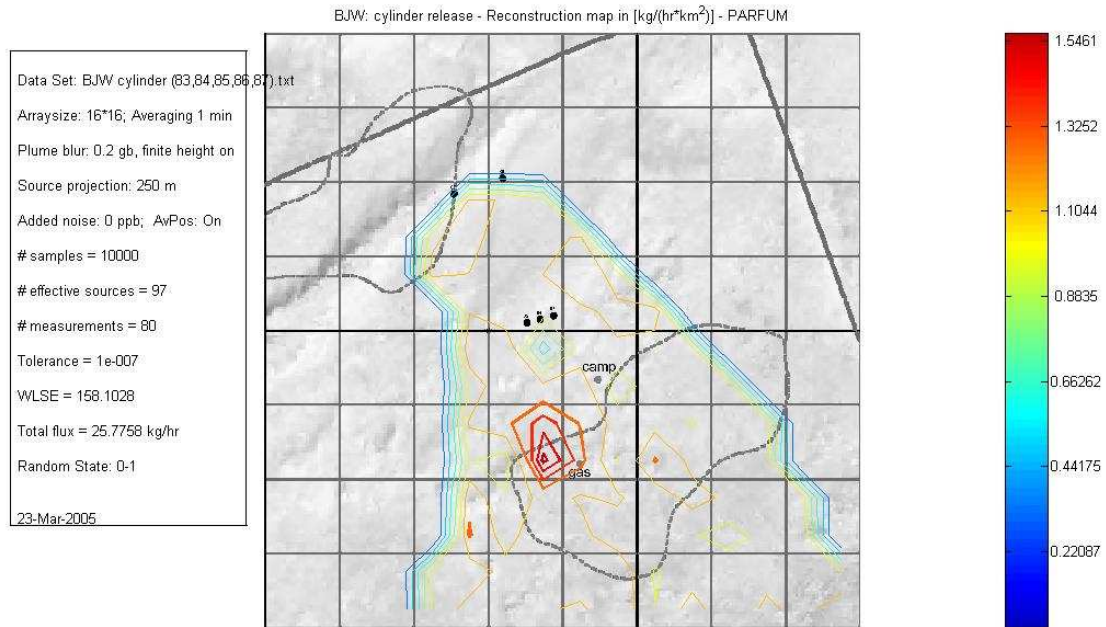 BJW: cylinder release - Reconstruction map in [kg/(hr*km²)] - PARFUM
Data Set: BJW cylinder (83,84,85,86,87).txt
Arraysize: 16*16; Averaging 1 min
Plume blur: 0.2 gb, finite height on
Source projection: 250 m
Added noise: 0 ppb; AvPos: On
# samples = 10000
# effective sources = 97
# measurements = 80
Tolerance = 1e-007
WLSE = 158.1028
Total flux = 25.7758 kg/hr
Random State: 0-1
23-Mar-2005
camp
gas
1.5461
1.3252
1.1044
0.8835
0.66262
0.44175
0.22087